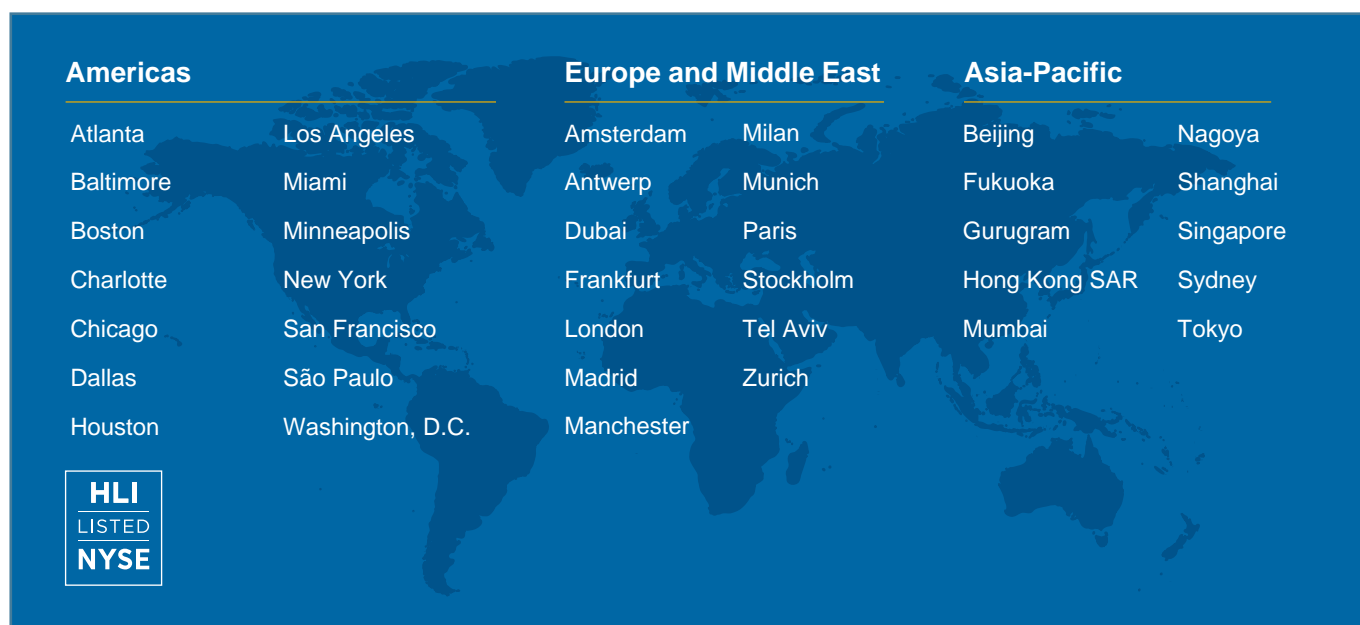 Americas
Atlanta
Baltimore
Boston
Charlotte
Chicago
Dallas
Houston
Los Angeles
Miami
Minneapolis
New York
San Francisco
São Paulo
Washington, D.C.
Europe and Middle East
Amsterdam
Antwerp
Dubai
Frankfurt
London
Madrid
Manchester
Milan
Munich
Paris
Stockholm
Tel Aviv
Zurich
Asia-Pacific
Beijing
Fukuoka
Gurugram
Hong Kong SAR
Mumbai
Nagoya
Shanghai
Singapore
Sydney
Tokyo
HLI
LISTED
NYSE